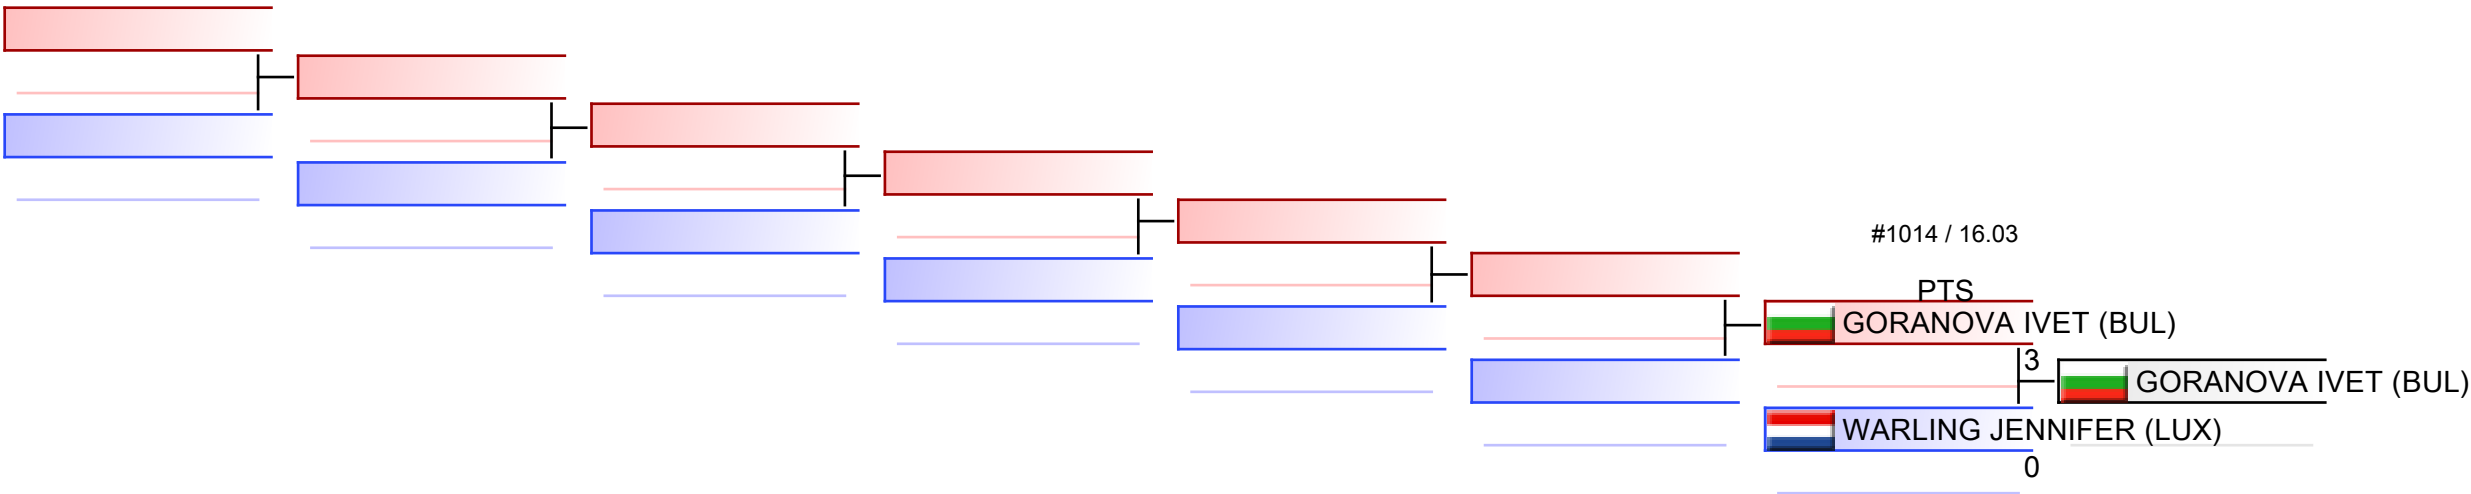 #1014 / 16.03
PTS
GORANOVA IVET (BUL)
3
GORANOVA IVET (BUL)
WARLING JENNIFER (LUX)
0